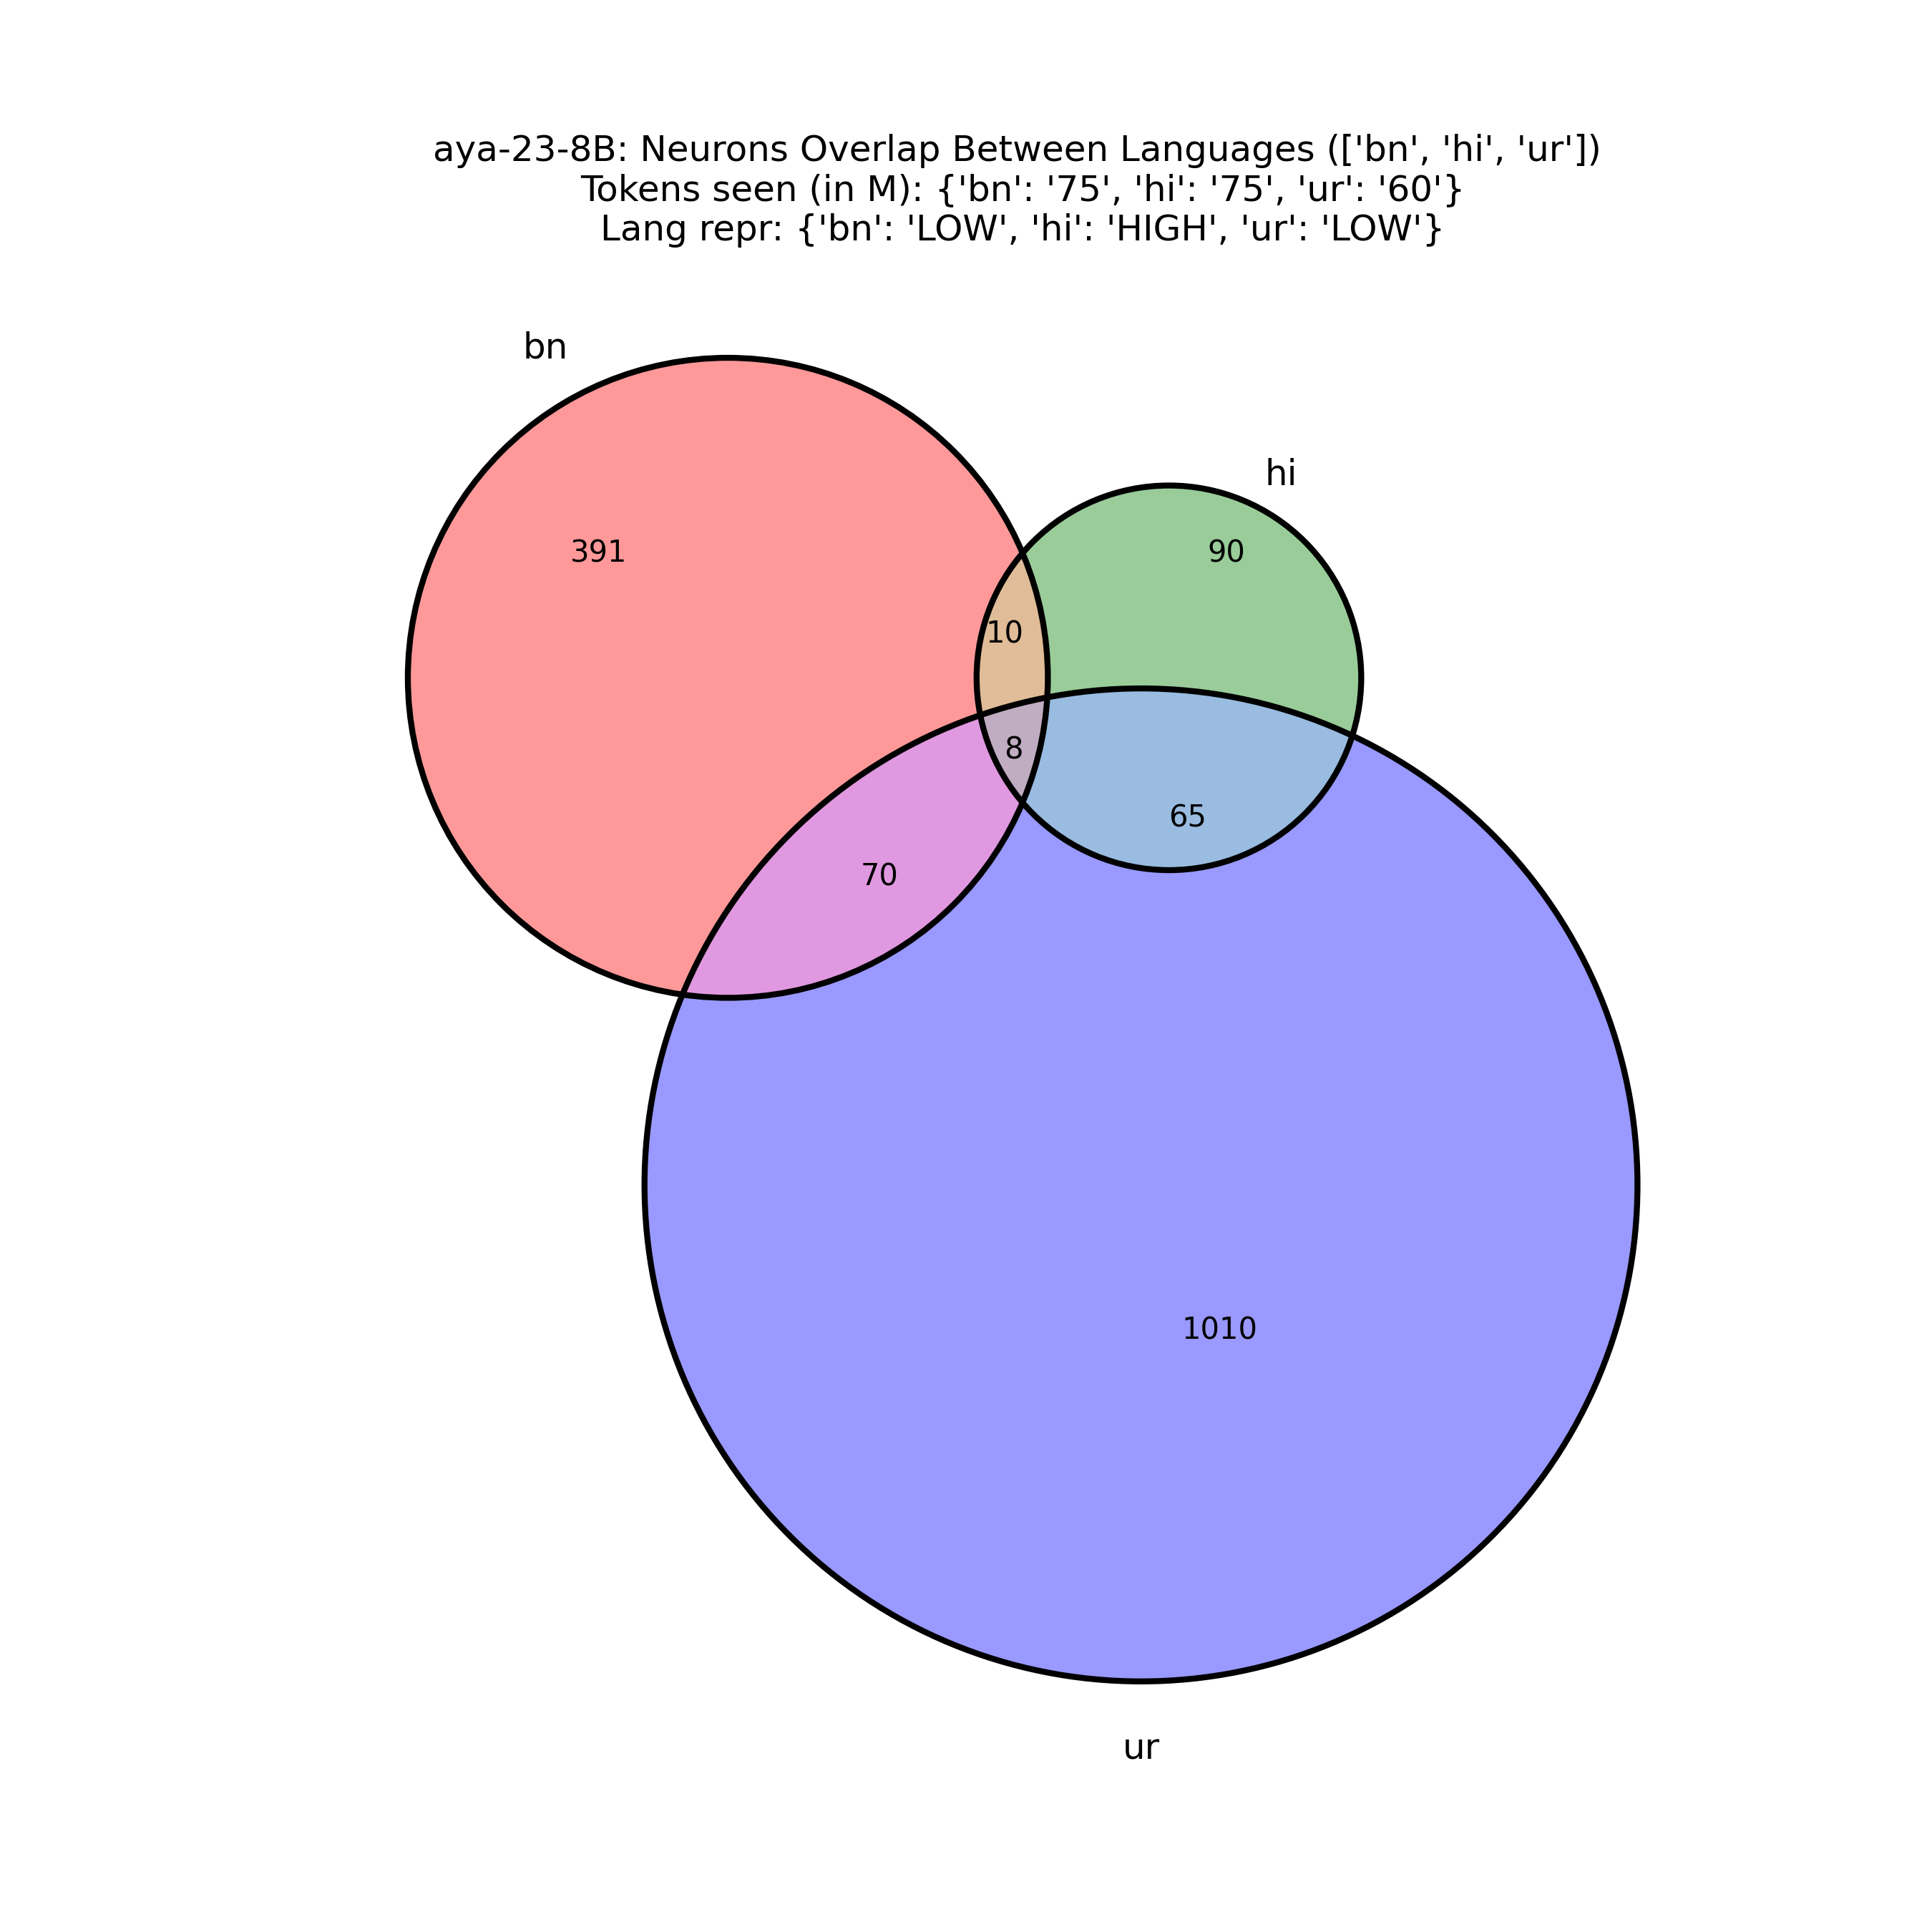 aya-23-8B: Neurons Overlap Between Languages (['bn', 'hi', 'ur'])
Tokens seen (in M): {'bn': '75', 'hi': '75', 'ur': '60'}
Lang repr: {'bn': 'LOW', 'hi': 'HIGH', 'ur': 'LOW'}
bn
hi
391
90
10
8
65
70
1010
ur